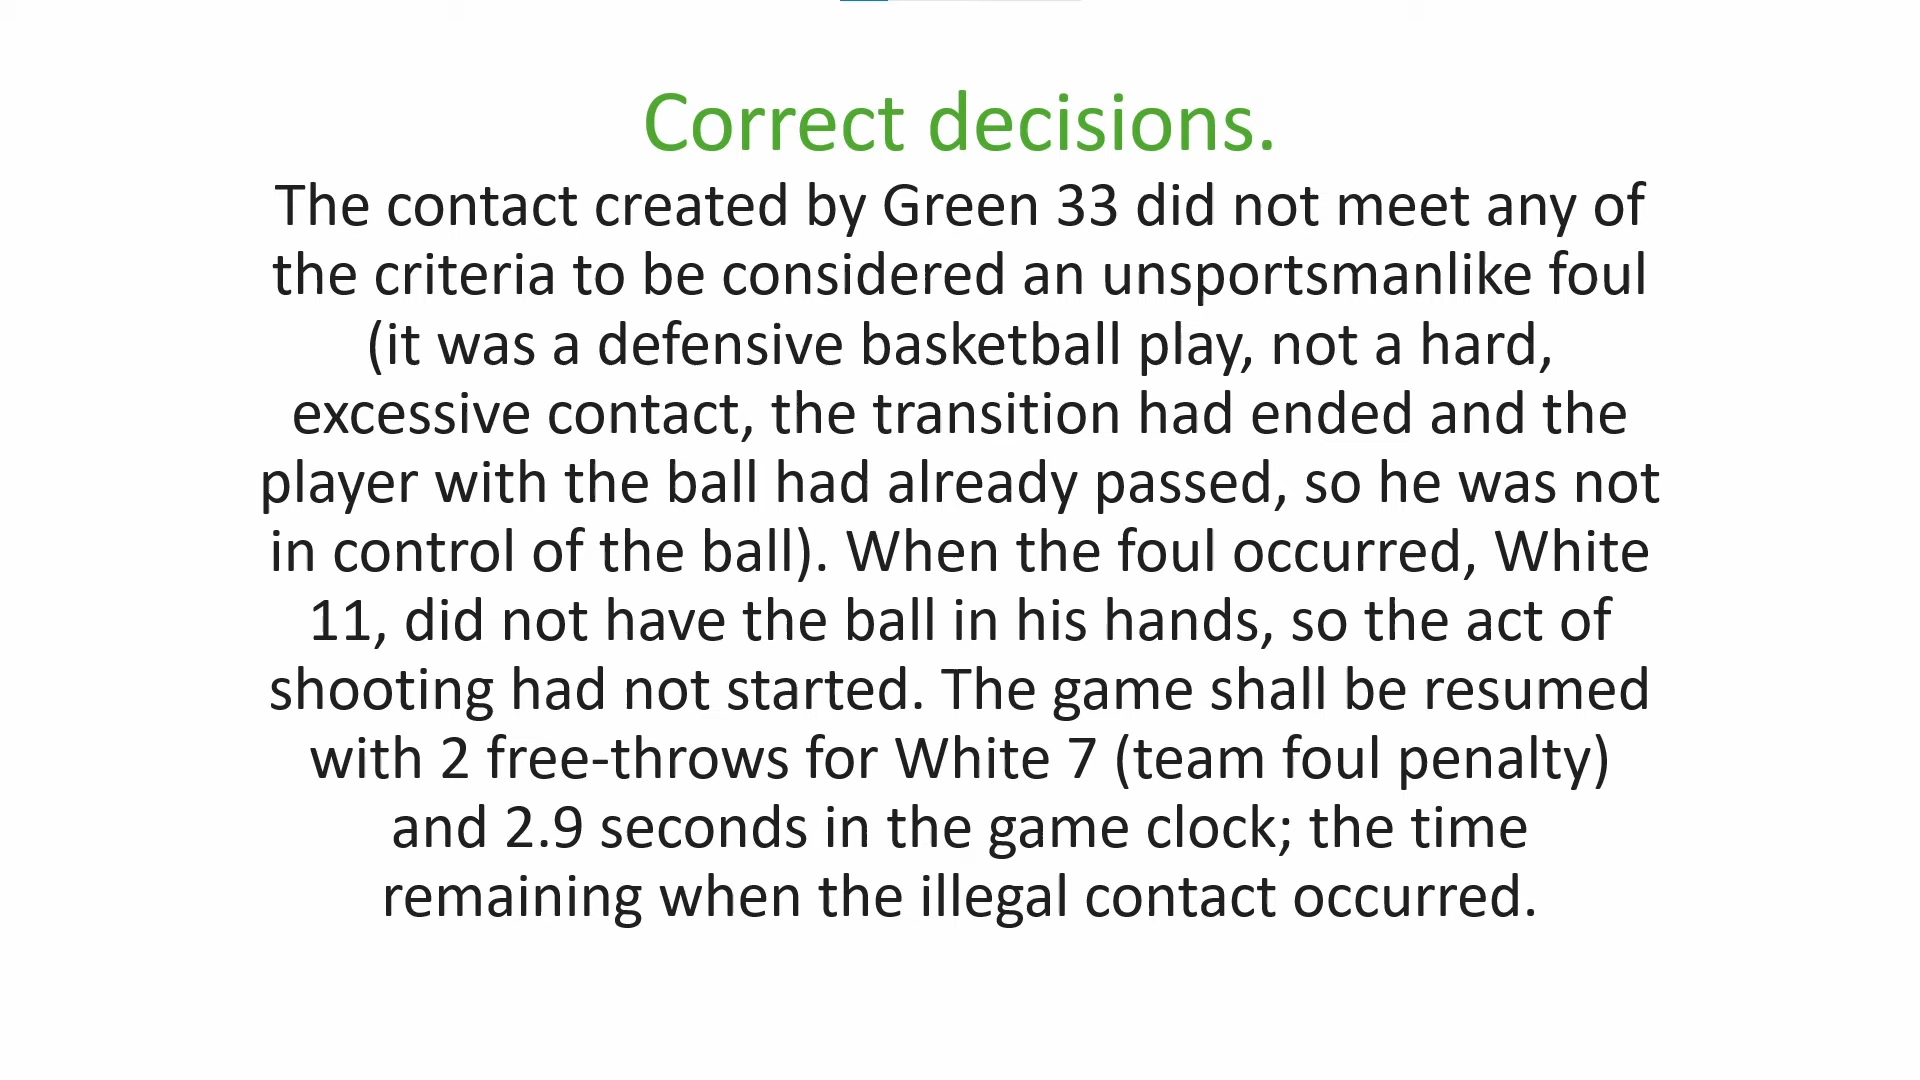 Correct decisions.
The contact created by Green 33 did not meet any of
the criteria to be considered an unsportsmanlike foul
(it was a defensive basketball play, not a hard,
excessive contact, the transition had ended and the
player with the ball had already passed, so he was not
in control of the ball). When the foul occurred, White
11, did not have the ball in his hands, so the act of
shooting had not started. The game shall be resumed
with 2 free-throws for White 7 (team foul penalty)
and 2.9 seconds in the game clock; the time
remaining when the illegal contact occurred.